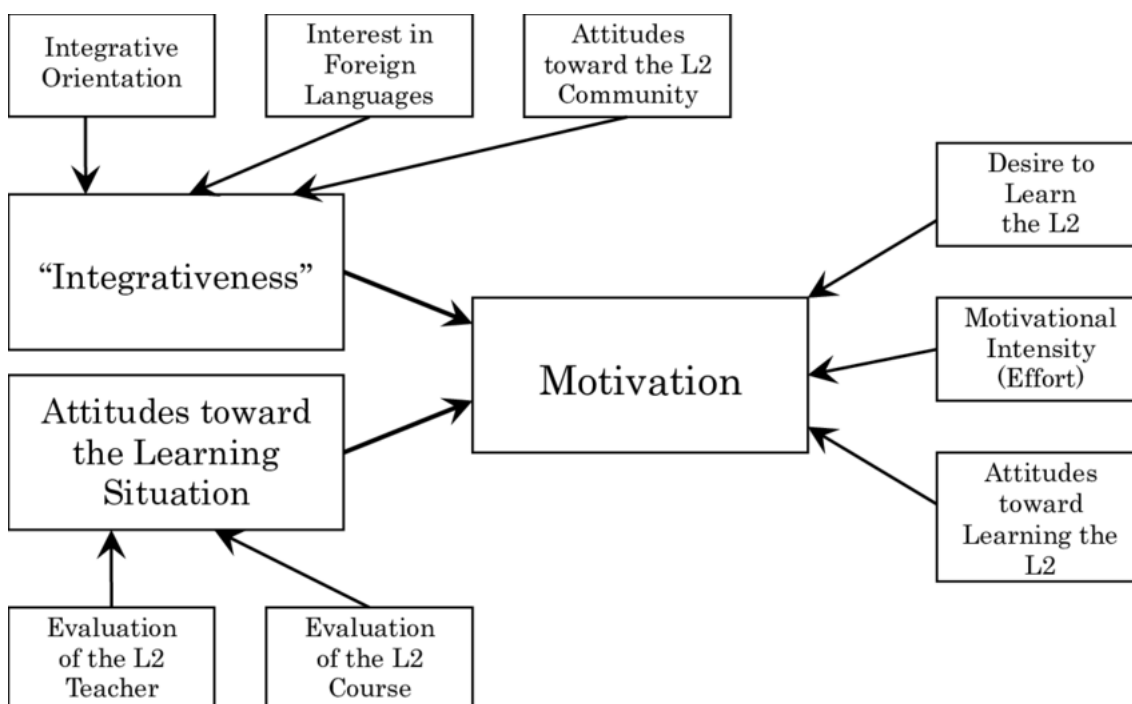 Integrative
Orientation
Interest in
Foreign
Languages
Attitudes
toward the L2
Community
Desire to
Learn
the L2
“Integrativeness”
Motivation
Motivational
Intensity
(Effort)
Attitudes toward
the Learning
Situation
Attitudes
toward
Learning the
L2
Evaluation
of the L2
Teacher
Evaluation
of the L2
Course